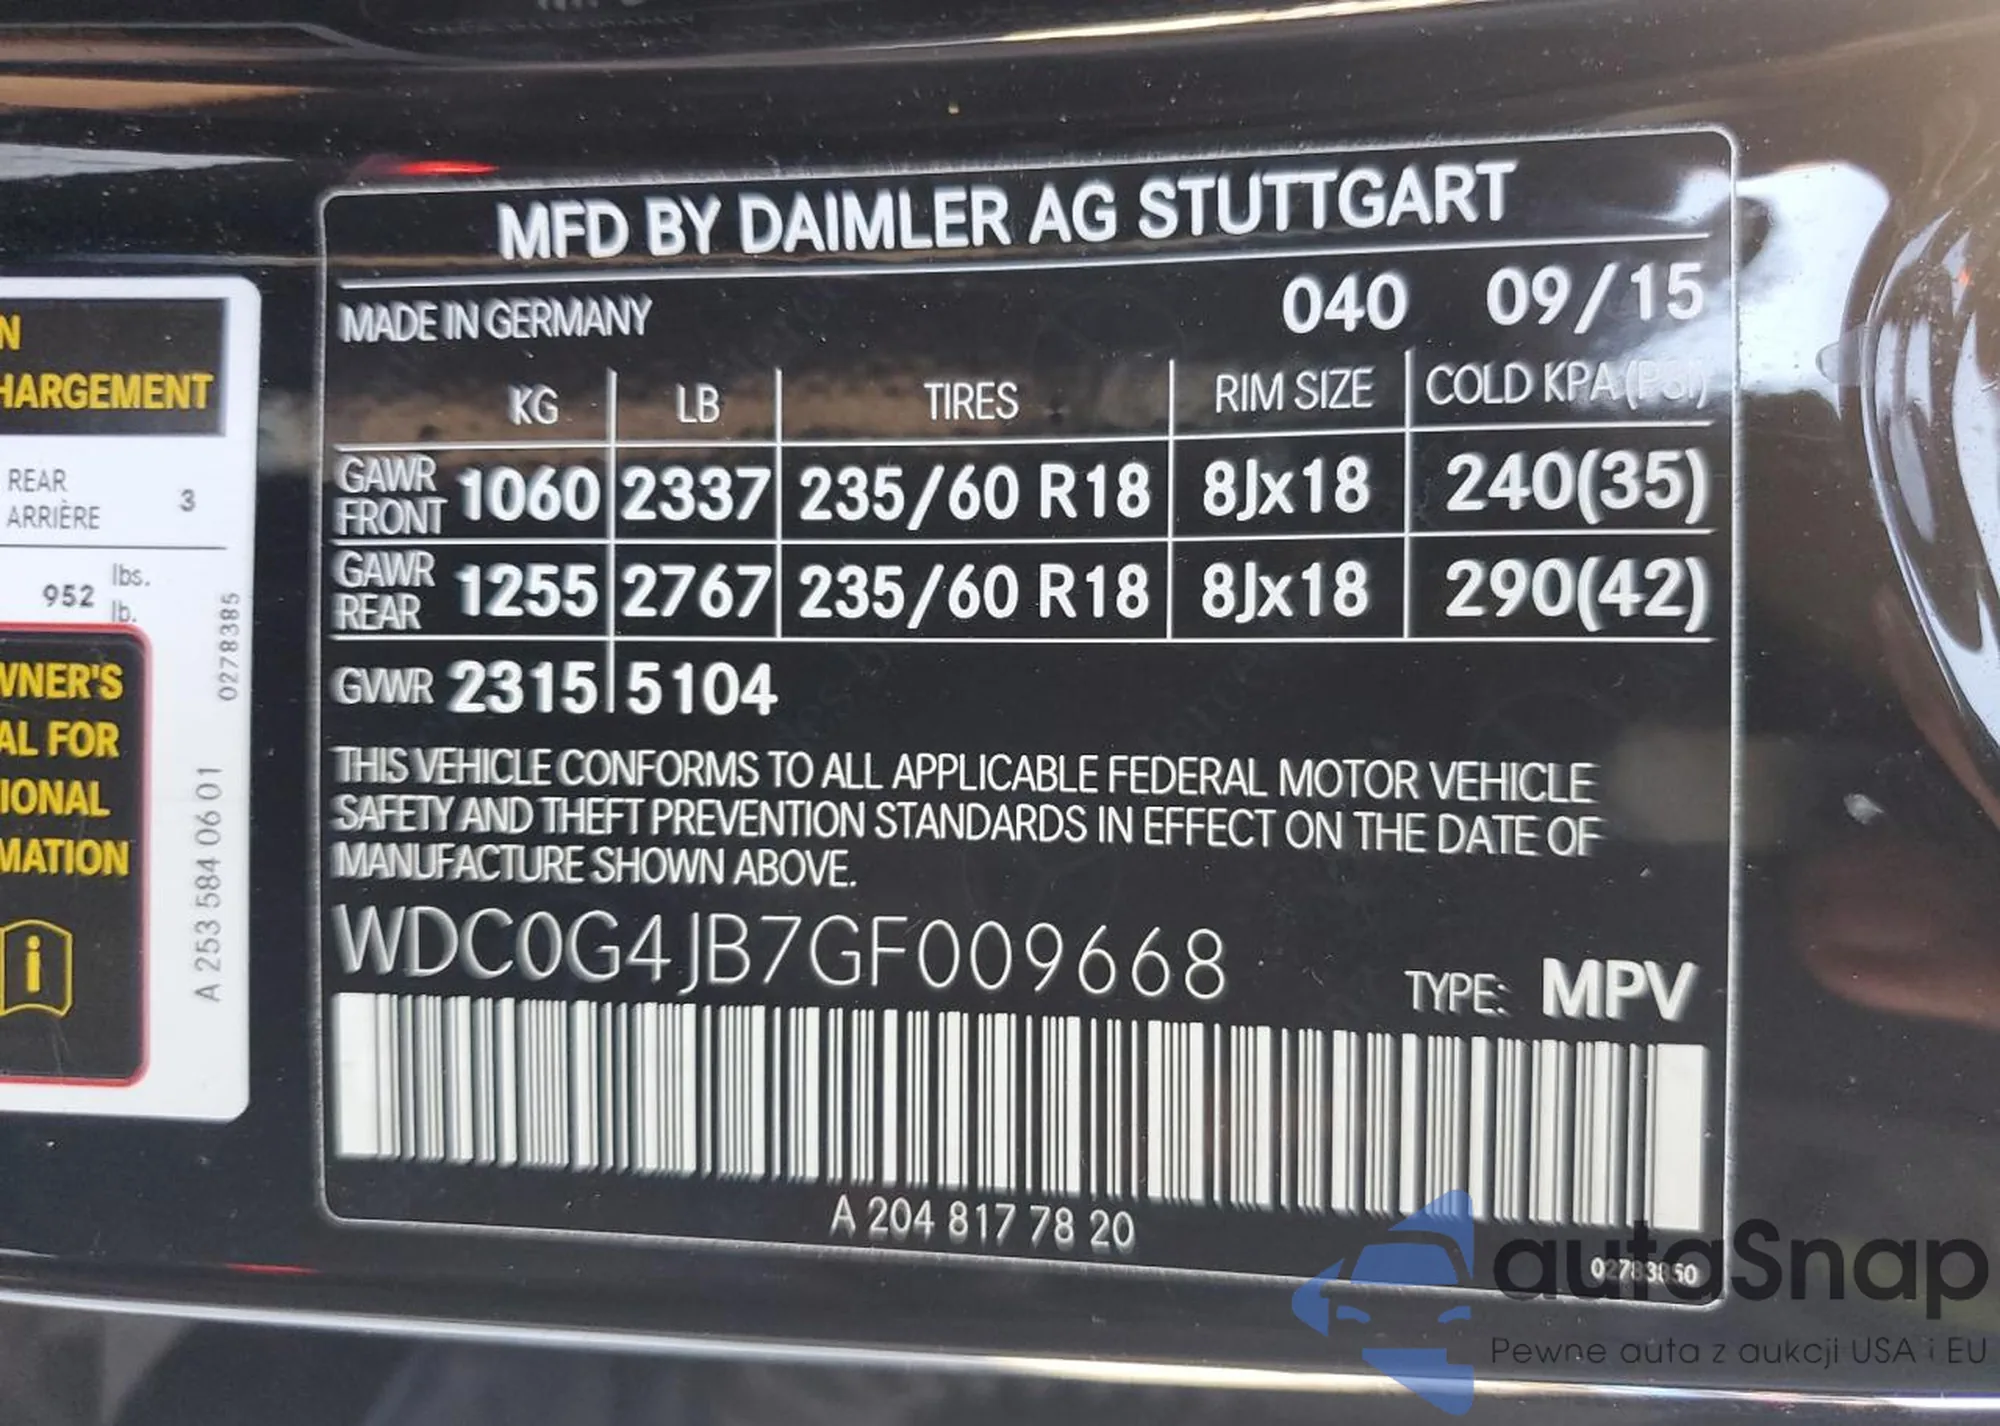 MFD BY DAIMLER AG STUTTGART
MADE IN GERMANY 040 09/15
KG LB TIRES RIM SIZE COLD KPA (PSI)
GAWR FRONT 1060 2337 235/60 R18 8Jx18 240(35)
GAWR REAR 1255 2767 235/60 R18 8Jx18 290(42)
GVWR 2315 5104
THIS VEHICLE CONFORMS TO ALL APPLICABLE FEDERAL MOTOR VEHICLE
SAFETY AND THEFT PREVENTION STANDARDS IN EFFECT ON THE DATE OF
MANUFACTURE SHOWN ABOVE.
WDC0G4JB7GF009668 TYPE: MPV
A 204 817 78 20
N
HARGEMENT
REAR
ARRIÈRE 3
952 lbs.
lb.
WNER'S
AL FOR
IONAL
MATION
i
0278385
A 253 584 06 01
autaSnap
Pewne auta z aukcji USA i EU